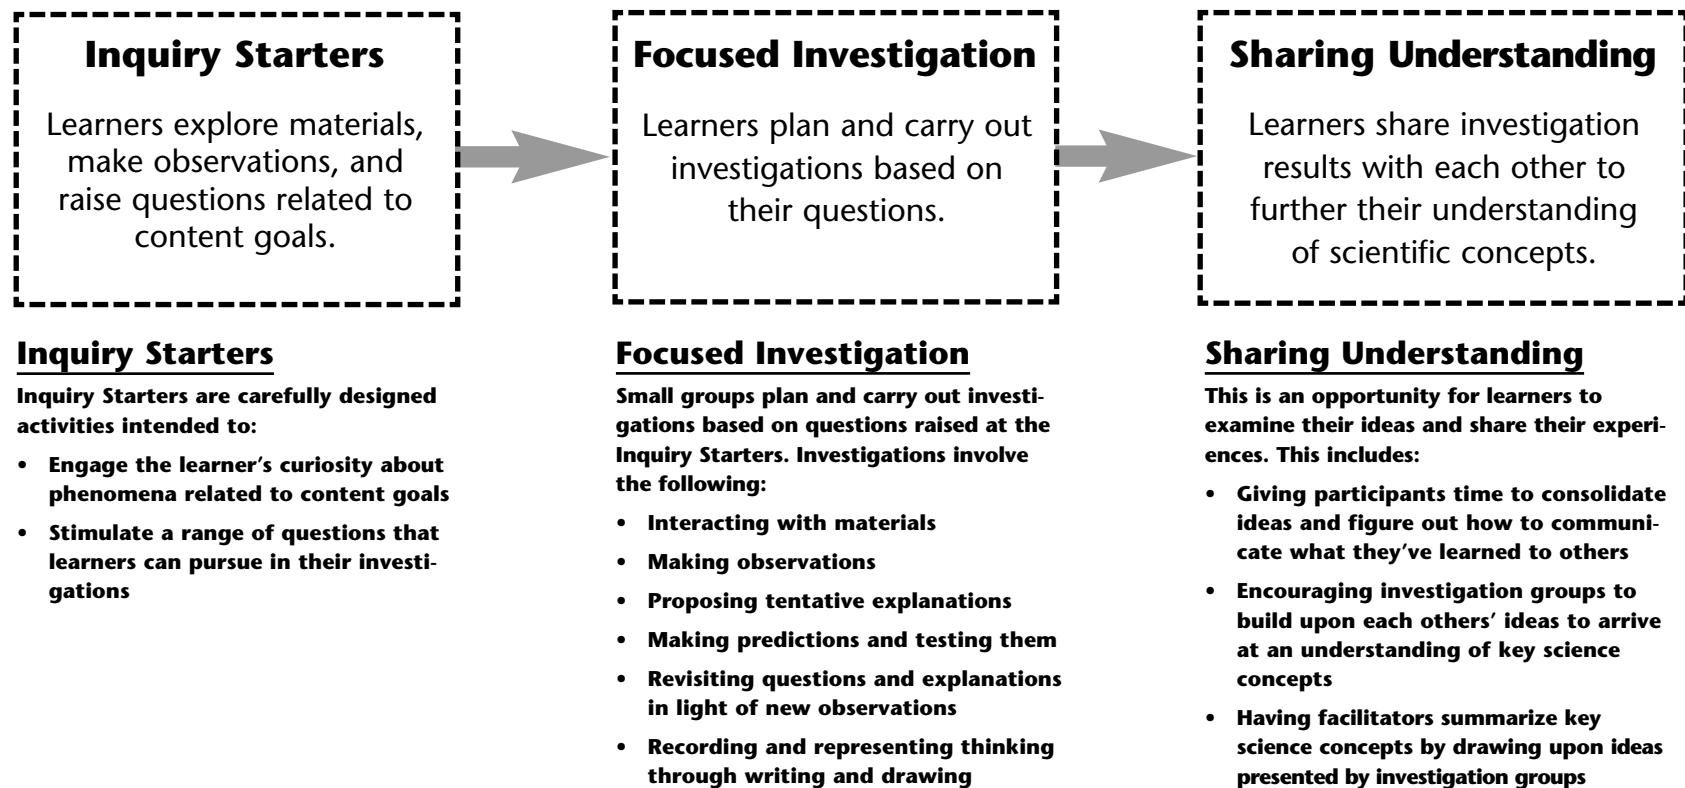 Inquiry Starters
Learners explore materials,
make observations, and
raise questions related to
content goals.
Focused Investigation
Learners plan and carry out
investigations based on
their questions.
Sharing Understanding
Learners share investigation
results with each other to
further their understanding
of scientific concepts.
Inquiry Starters
Inquiry Starters are carefully designed
activities intended to:
• Engage the learner’s curiosity about
phenomena related to content goals
• Stimulate a range of questions that
learners can pursue in their investi-
gations
Focused Investigation
Small groups plan and carry out investi-
gations based on questions raised at the
Inquiry Starters. Investigations involve
the following:
• Interacting with materials
• Making observations
• Proposing tentative explanations
• Making predictions and testing them
• Revisiting questions and explanations
in light of new observations
• Recording and representing thinking
through writing and drawing
Sharing Understanding
This is an opportunity for learners to
examine their ideas and share their experi-
ences. This includes:
• Giving participants time to consolidate
ideas and figure out how to communi-
cate what they’ve learned to others
• Encouraging investigation groups to
build upon each others’ ideas to arrive
at an understanding of key science
concepts
• Having facilitators summarize key
science concepts by drawing upon ideas
presented by investigation groups